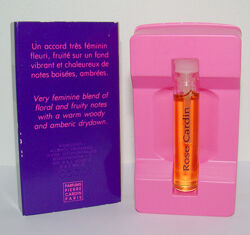 Un accord très féminin
fleuri, fruité sur un fond
vibrant et chaleureux de
notes boisées, ambrées.
Very feminine blend of
floral and fruity notes
with a warm woody
and amberic drydown.
PARFUMS
PIERRE
CARDIN
PARIS
Rose Cardin